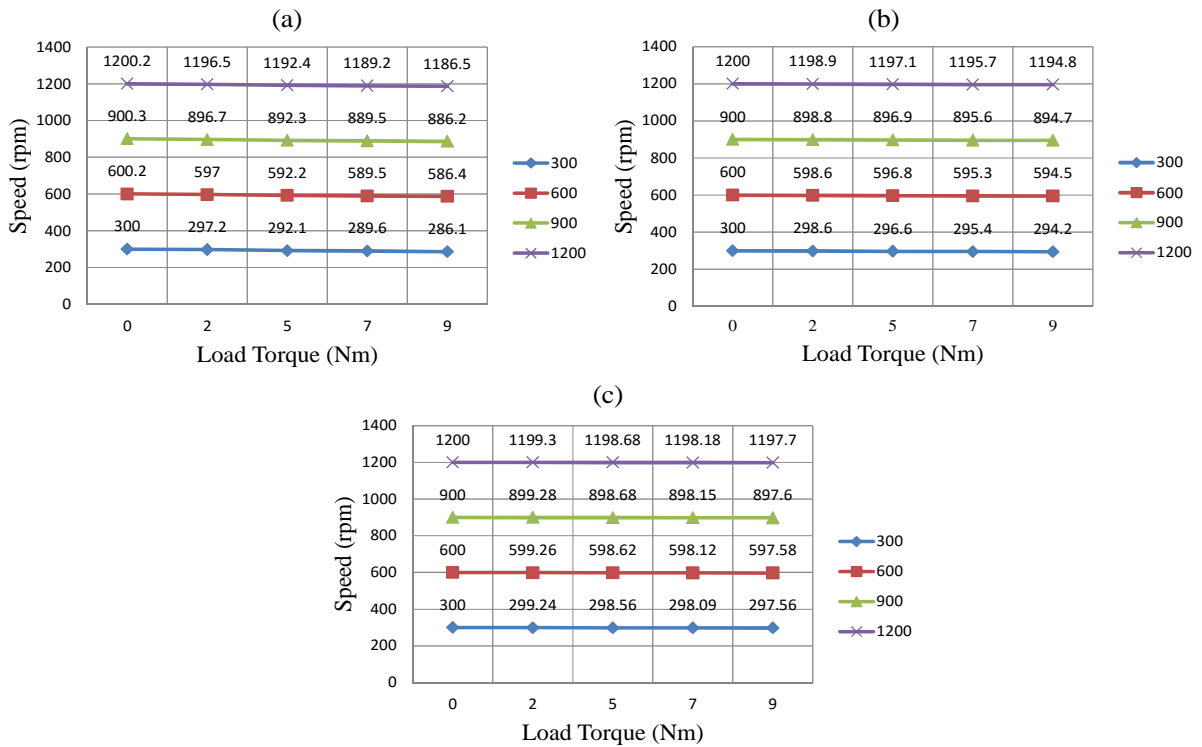 (a)
1400
1200
1000
800
600
400
200
0
1200.2 1196.5 1192.4 1189.2 1186.5
900.3 896.7 892.3 889.5 886.2
600.2 597 592.2 589.5 586.4
300 297.2 292.1 289.6 286.1
0 2 5 7 9
Speed (rpm)
Load Torque (Nm)
300
600
900
1200
(b)
1400
1200
1000
800
600
400
200
0
1200 1198.9 1197.1 1195.7 1194.8
900 898.8 896.9 895.6 894.7
600 598.6 596.8 595.3 594.5
300 298.6 296.6 295.4 294.2
0 2 5 7 9
Speed (rpm)
Load Torque (Nm)
300
600
900
1200
(c)
1400
1200
1000
800
600
400
200
0
1200 1199.3 1198.68 1198.18 1197.7
900 899.28 898.68 898.15 897.6
600 599.26 598.62 598.12 597.58
300 299.24 298.56 298.09 297.56
0 2 5 7 9
Speed (rpm)
Load Torque (Nm)
300
600
900
1200